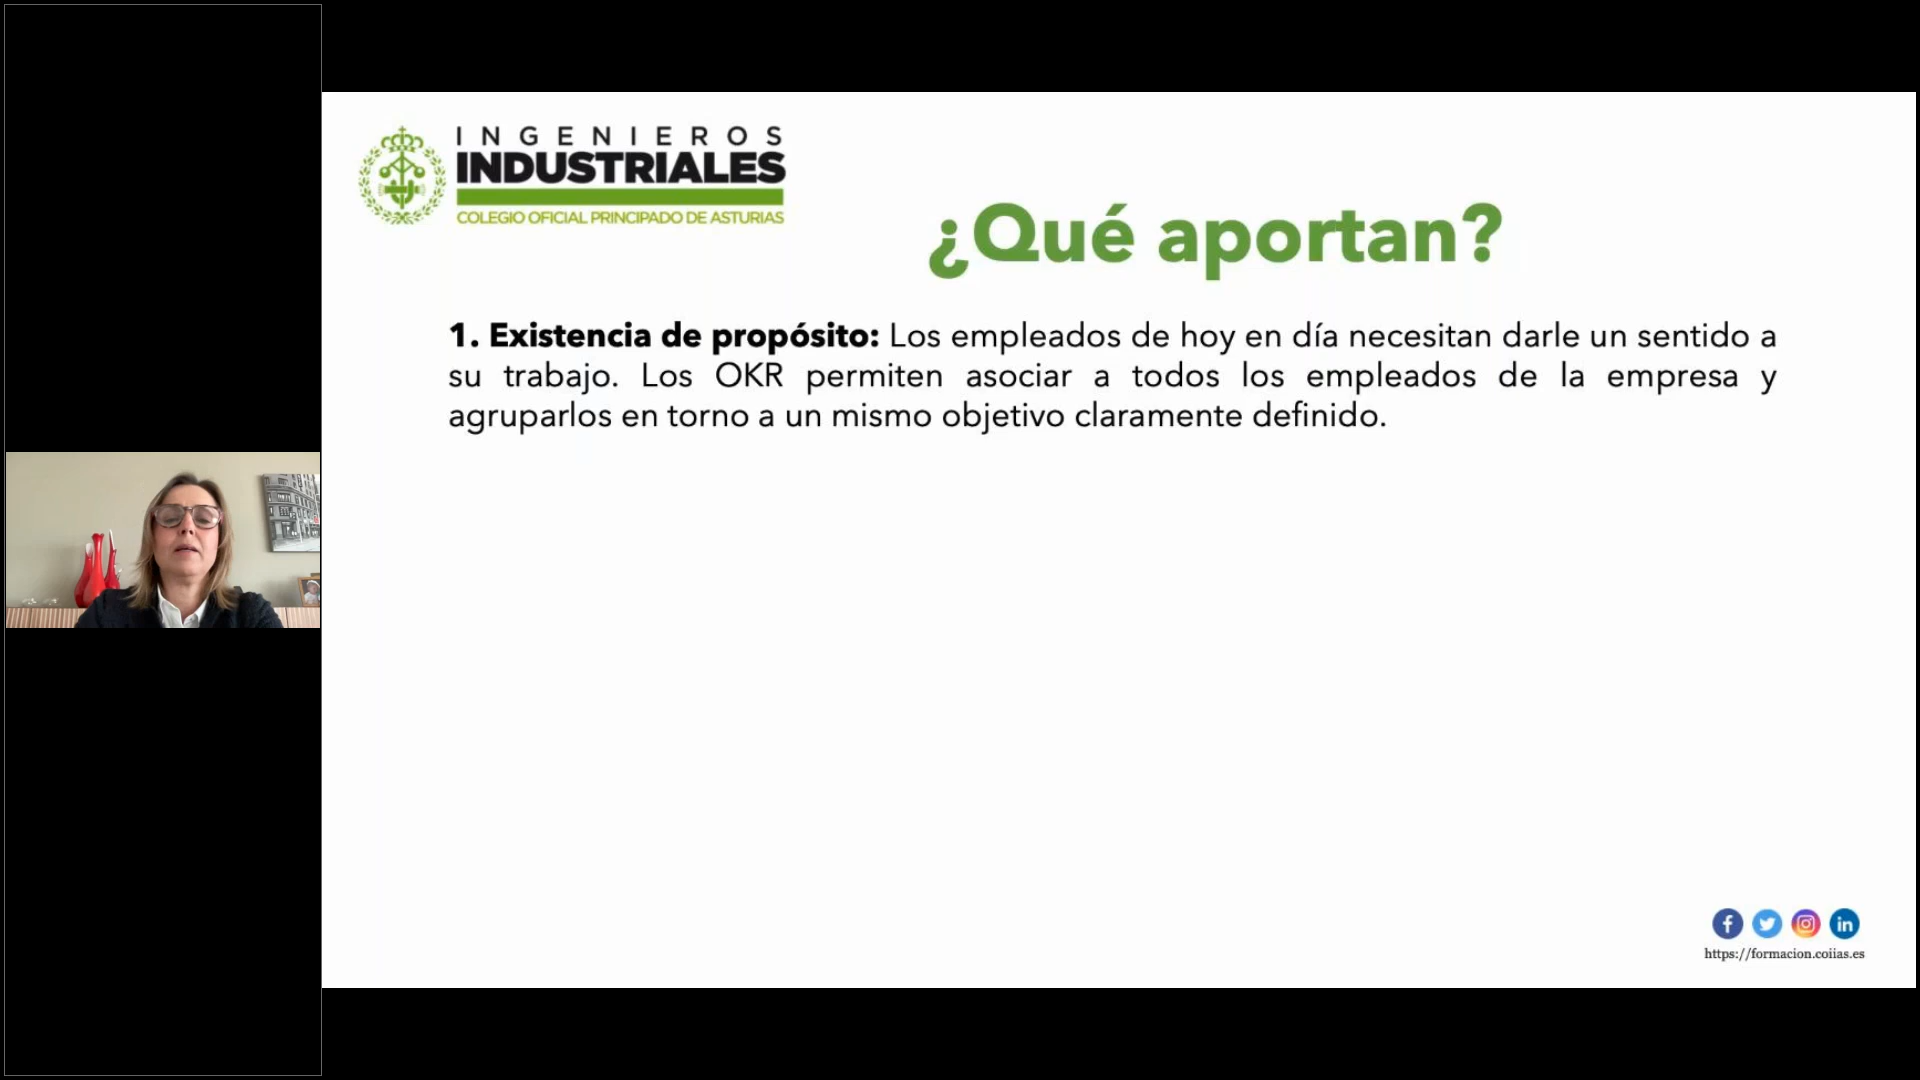 INGENIEROS
INDUSTRIALES
COLEGIO OFICIAL PRINCIPADO DE ASTURIAS
¿Qué aportan?
1. Existencia de propósito: Los empleados de hoy en día necesitan darle un sentido a
su trabajo. Los OKR permiten asociar a todos los empleados de la empresa y
agruparlos en torno a un mismo objetivo claramente definido.
https://formacion.coiias.es